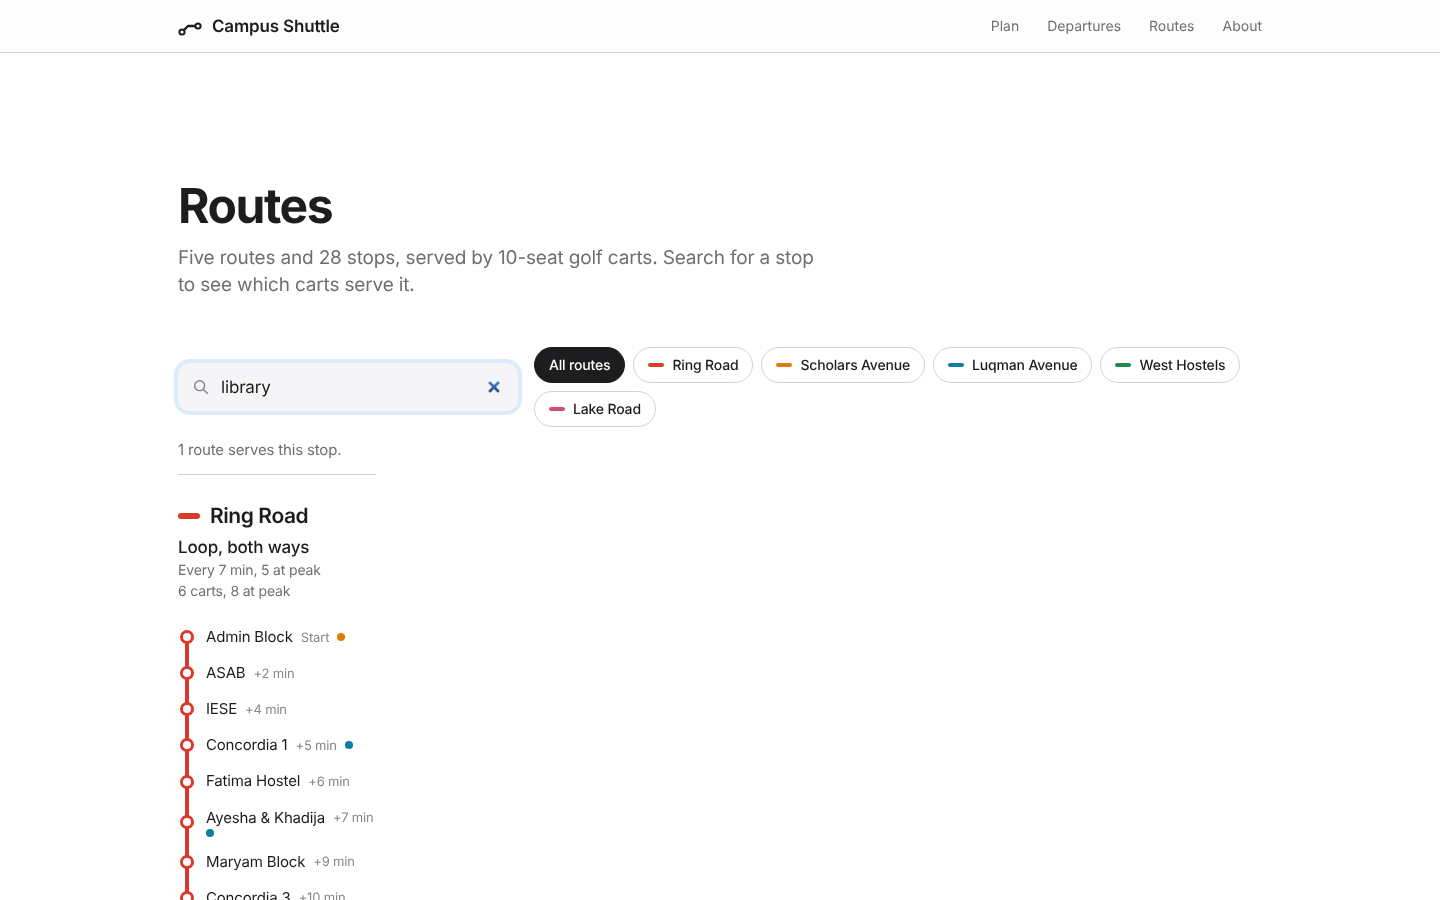 Campus Shuttle
Plan
Departures
Routes
About
Routes
Five routes and 28 stops, served by 10-seat golf carts. Search for a stop
to see which carts serve it.
library
All routes
Ring Road
Scholars Avenue
Luqman Avenue
West Hostels
Lake Road
1 route serves this stop.
Ring Road
Loop, both ways
Every 7 min, 5 at peak
6 carts, 8 at peak
Admin Block Start
ASAB +2 min
IESE +4 min
Concordia 1 +5 min
Fatima Hostel +6 min
Ayesha & Khadija +7 min
Maryam Block +9 min
Concordia 3 +10 min